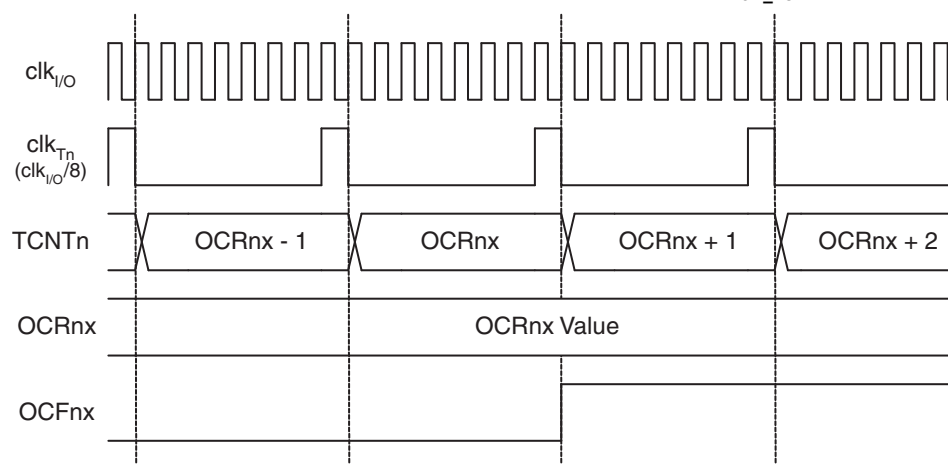 clkI/O
clkTn
(clkI/O/8)
TCNTn OCRnx - 1 OCRnx OCRnx + 1 OCRnx + 2
OCRnx OCRnx Value
OCFnx